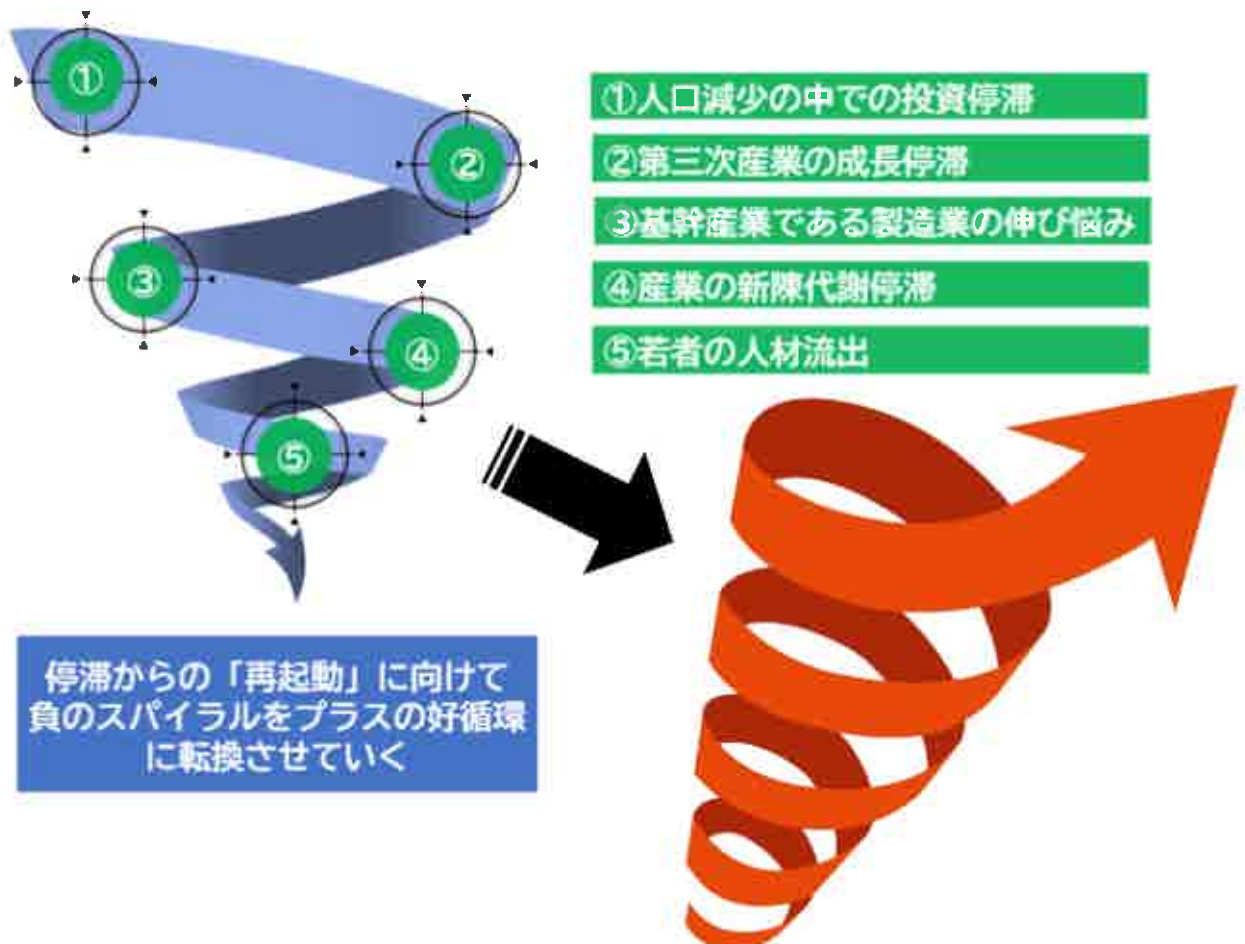 ①
②
③
④
⑤
①人口減少の中での投資停滞
②第三次産業の成長停滞
③基幹産業である製造業の伸び悩み
④産業の新陳代謝停滞
⑤若者の人材流出
停滞からの「再起動」に向けて
負のスパイラルをプラスの好循環
に転換させていく